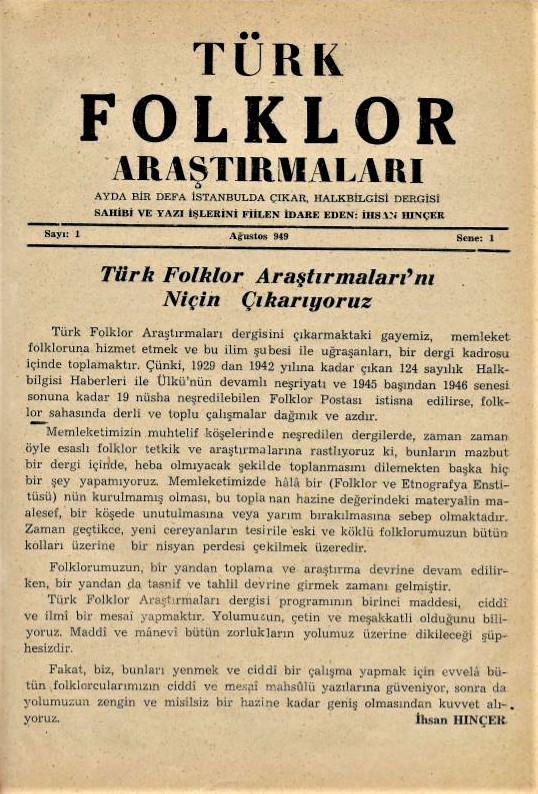 TÜRK
FOLKLOR
ARAŞTIRMALARI
AYDA BİR DEFA İSTANBULDA ÇIKAR, HALKBİLGİSİ DERGİSİ
SAHİBİ VE YAZI İŞLERİNİ FİİLEN İDARE EDEN: İHSAN HINÇER
Sayı: 1 Ağustos 949 Sene: 1
Türk Folklor Araştırmaları'nı
Niçin Çıkarıyoruz
Türk Folklor Araştırmaları dergisini çıkarmaktaki gayemiz, memleket
folkloruna hizmet etmek ve bu ilim şubesi ile uğraşanları, bir dergi kadrosu
içinde toplamaktır. Çünki, 1929 dan 1942 yılına kadar çıkan 124 sayılık Halk-
bilgisi Haberleri ile Ülkü'nün devamlı neşriyatı ve 1945 başından 1946 senesi
sonuna kadar 19 nüsha neşredilebilen Folklor Postası istisna edilirse, folk-
lor sahasında derli ve toplu çalışmalar dağınık ve azdır.
Memleketimizin muhtelif köşelerinde neşredilen dergilerde, zaman zaman
öyle esaslı folklor tetkik ve araştırmalarına rastlıyoruz ki, bunların mazbut
bir dergi içinde, heba olmıyacak şekilde toplanmasını dilemekten başka hiç
bir şey yapamıyoruz. Memleketimizde hâlâ bir (Folklor ve Etnografya Ensti-
tüsü) nün kurulmamış olması, bu topla nan hazine değerindeki materyalin ma-
alesef, bir köşede unutulmasına veya yarım bırakılmasına sebep olmaktadır.
Zaman geçtikce, yeni cereyanların tesirile eski ve köklü folklorumuzun bütün
kolları üzerine bir nisyan perdesi çekilmek üzeredir.
Folklorumuzun, bir yandan toplama ve araştırma devrine devam edilir-
ken, bir yandan da tasnif ve tahlil devrine girmek zamanı gelmiştir.
Türk Folklor Araştırmaları dergisi programının birinci maddesi, ciddî
ve ilmî bir mesai yapmaktır. Yolumuzun, çetin ve meşakkatli olduğunu bili-
yoruz. Maddî ve mânevî bütün zorlukların yolumuz üzerine dikileceği şüp-
hesizdir.
Fakat, biz, bunları yenmek ve ciddî bir çalışma yapmak için evvelâ bü-
tün folklorcularımızın ciddî ve mesai mahsûlü yazılarına güveniyor, sonra da
yolumuzun zengin ve misilsiz bir hazine kadar geniş olmasından kuvvet alı-
yoruz. İhsan HINÇER